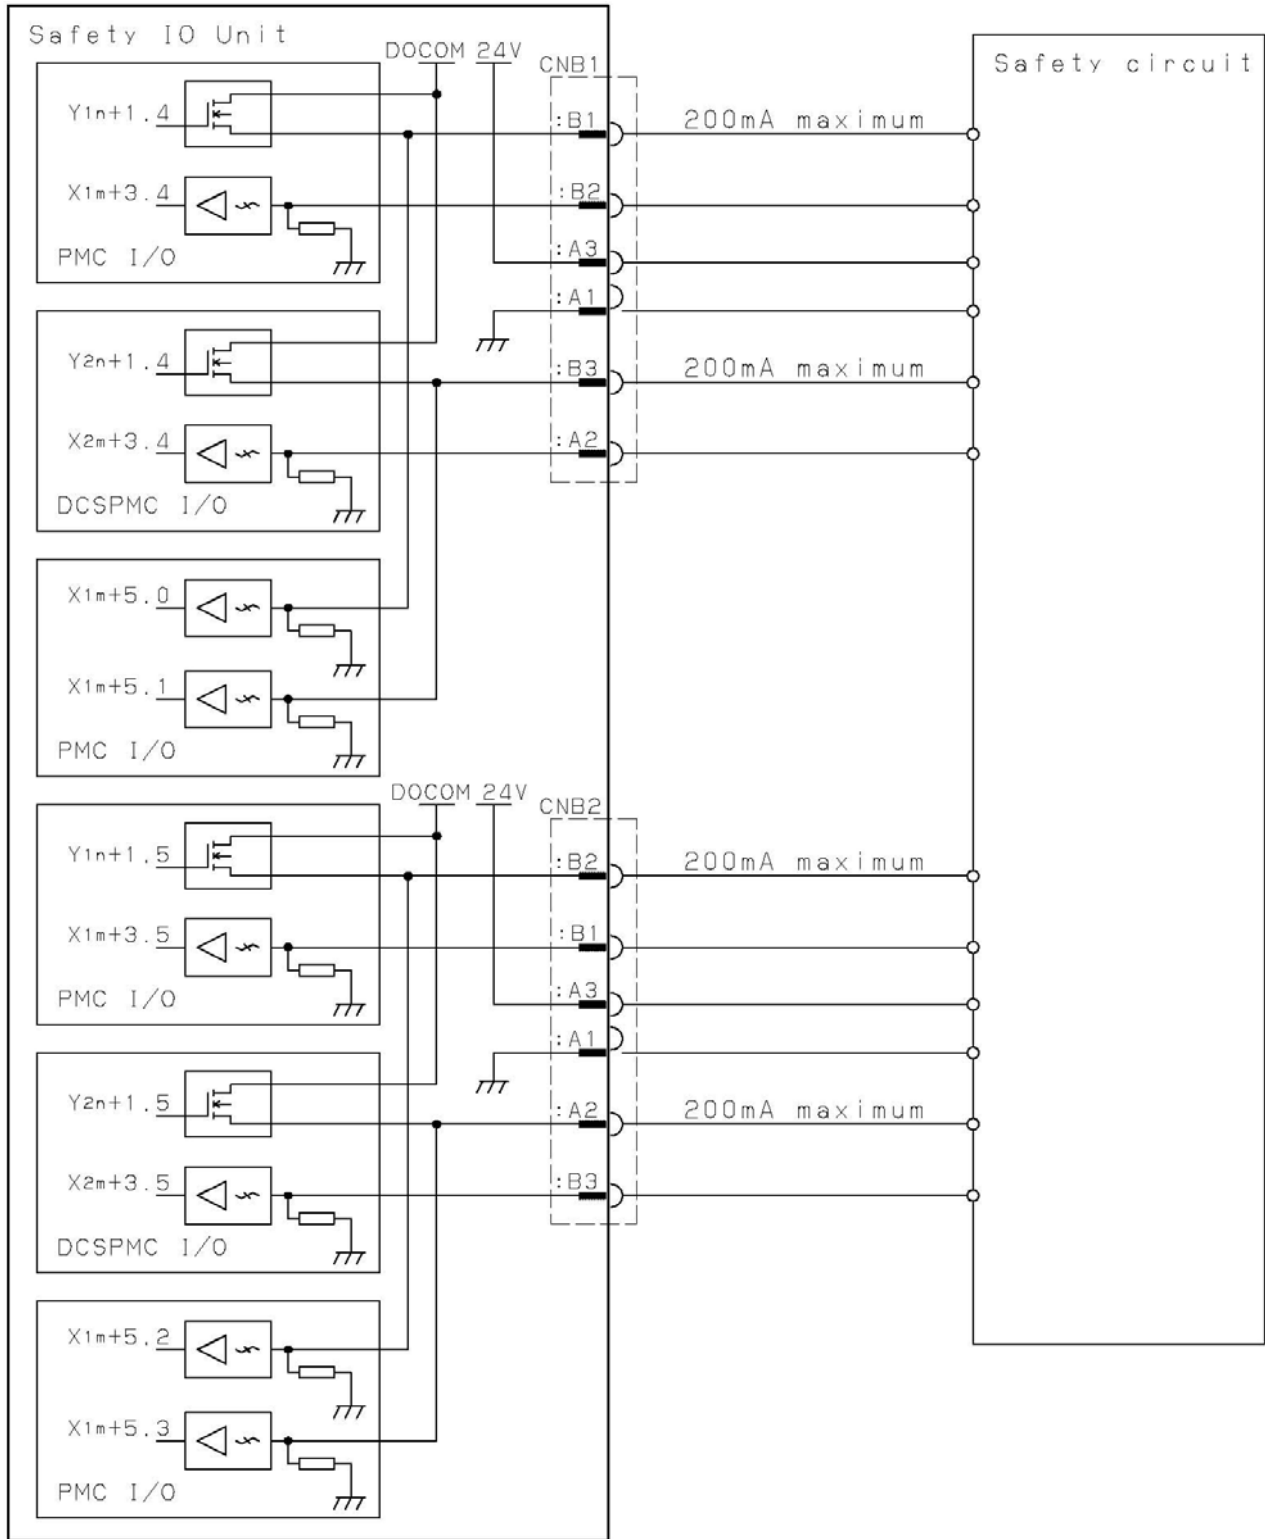 Safety IO Unit
DOCOM 24V
CNB1
Safety circuit
Y1n+1.4
:B1
200mA maximum
X1m+3.4
:B2
:A3
PMC I/O
:A1
Y2n+1.4
:B3
200mA maximum
X2m+3.4
:A2
DCSPMC I/O
X1m+5.0
X1m+5.1
PMC I/O
DOCOM 24V
CNB2
Y1n+1.5
:B2
200mA maximum
X1m+3.5
:B1
:A3
PMC I/O
:A1
Y2n+1.5
:A2
200mA maximum
X2m+3.5
:B3
DCSPMC I/O
X1m+5.2
X1m+5.3
PMC I/O